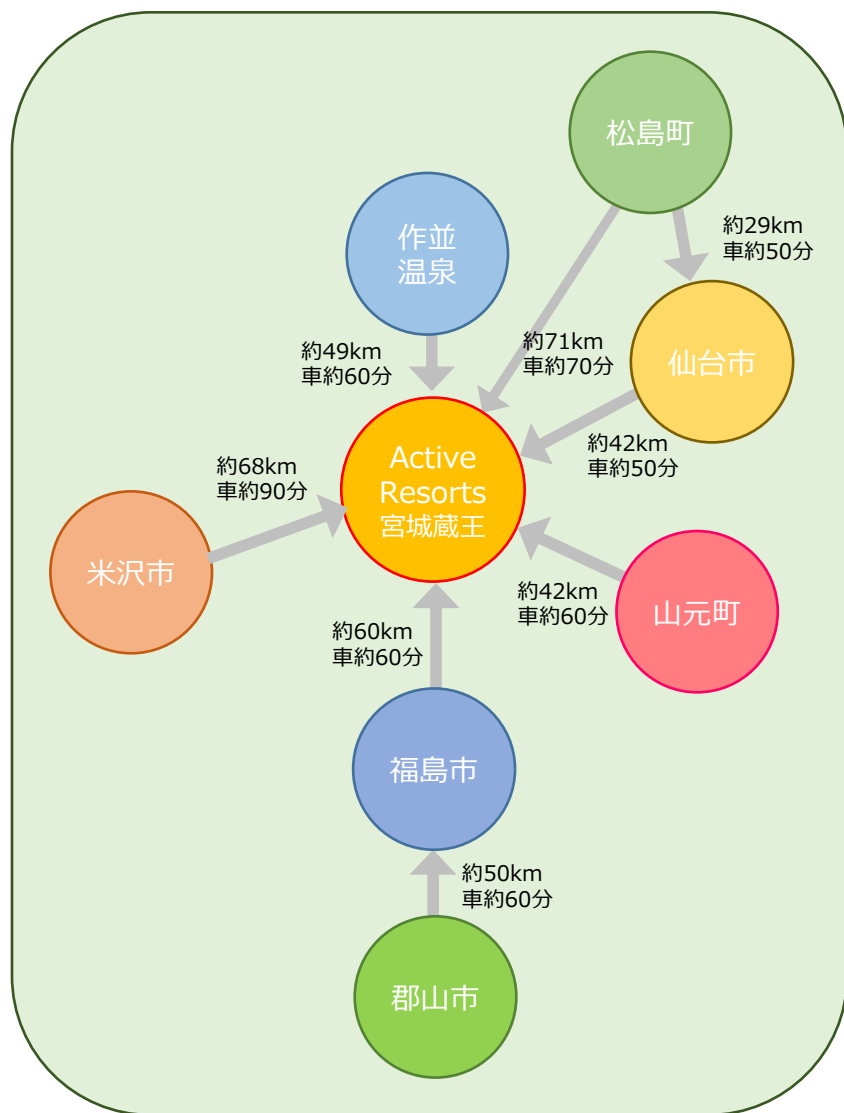 松島町
約29km
車約50分
作並
温泉
約49km
車約60分
約71km
車約70分
仙台市
約42km
車約50分
Active
Resorts
宮城蔵王
約68km
車約90分
米沢市
約42km
車約60分
山元町
約60km
車約60分
福島市
約50km
車約60分
郡山市